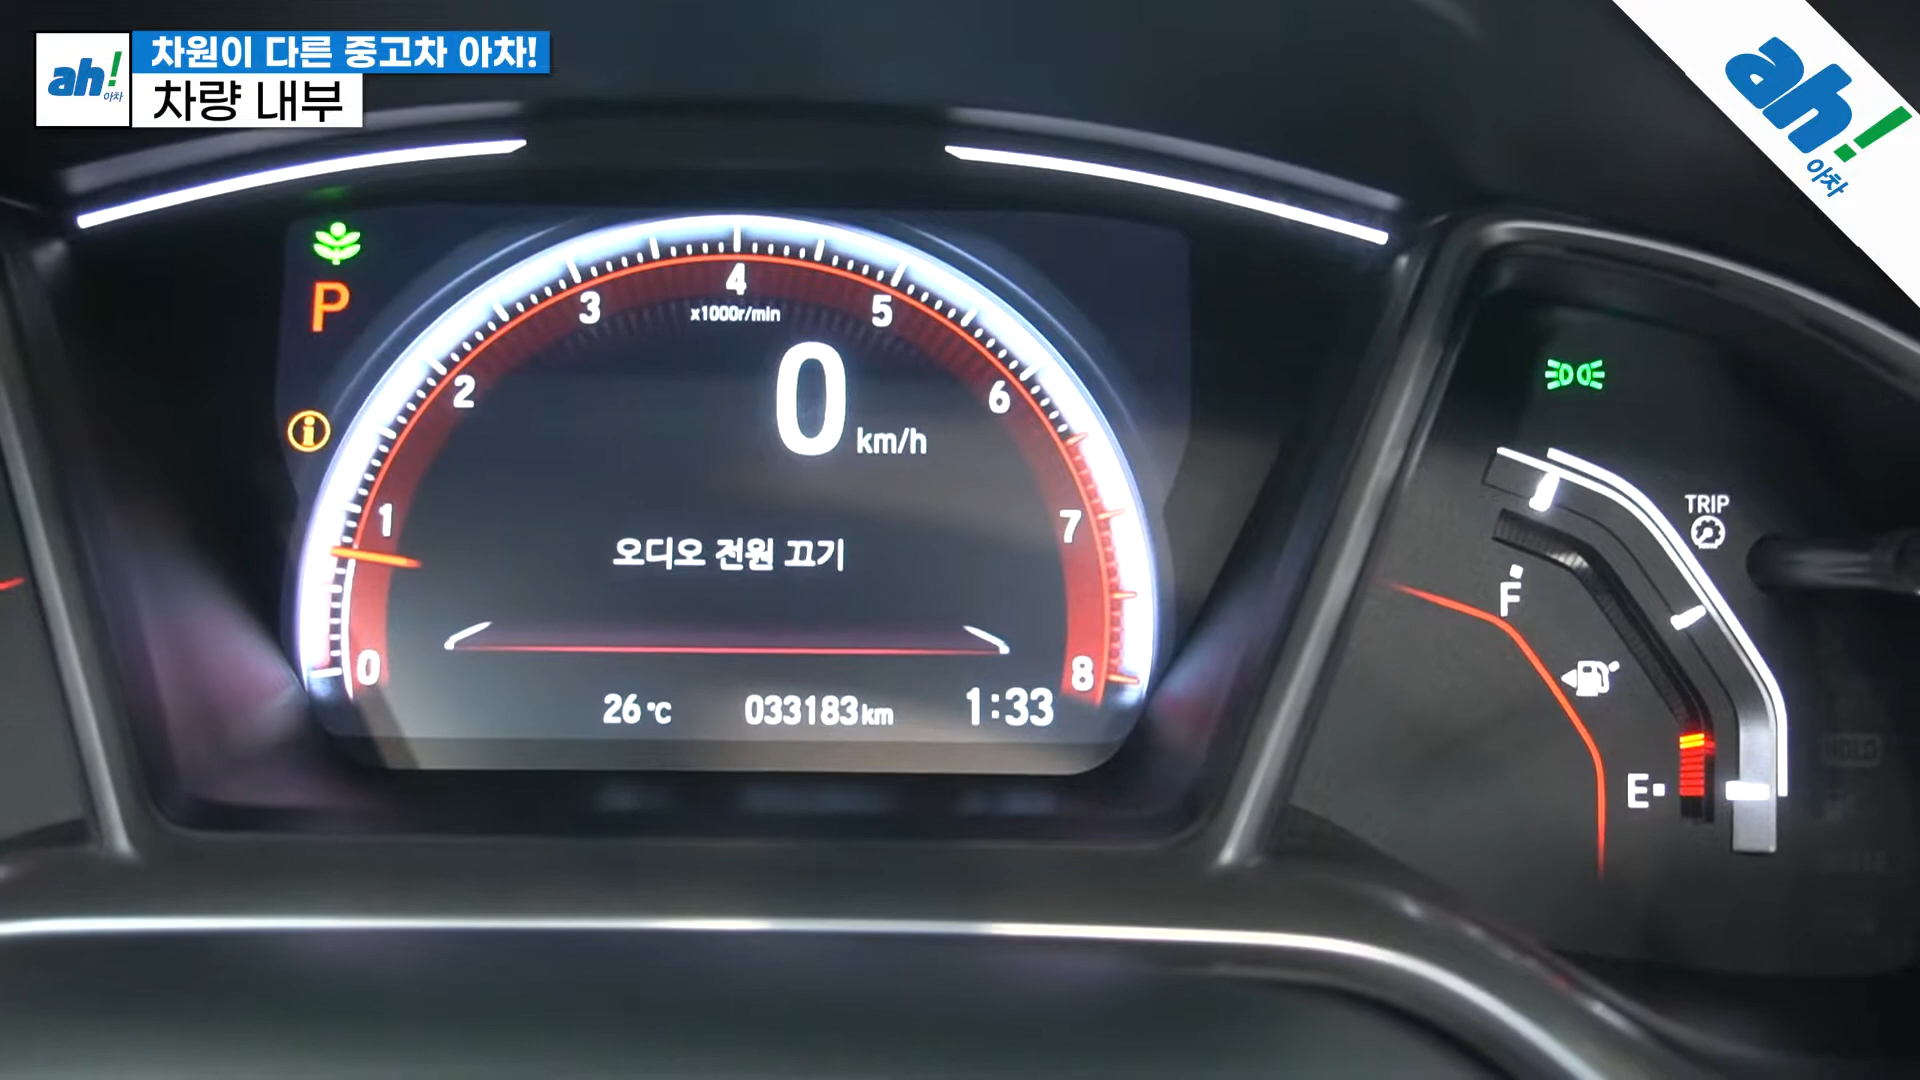 ah! 아차
차원이 다른 중고차 아차!
차량 내부
ah! 아차
P
4
3
5
x1000r/min
2
6
0 km/h
1
7
오디오 전원 끄기
0
8
26°C
033183km
1:33
TRIP
F
E